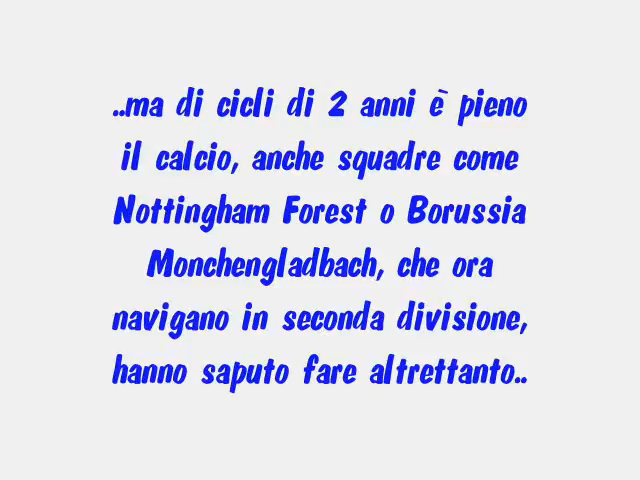 ..ma di cicli di 2 anni è pieno
il calcio, anche squadre come
Nottingham Forest o Borussia
Monchengladbach, che ora
navigano in seconda divisione,
hanno saputo fare altrettanto..